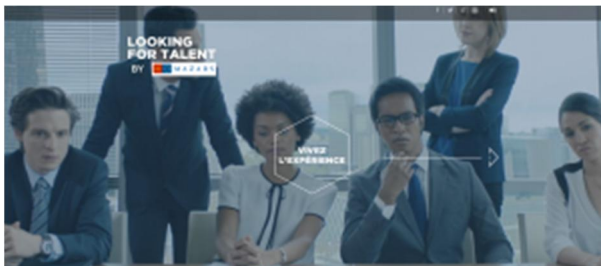 LOOKING
FOR TALENT
BY MAZARS
VIVEZ
L'EXPÉRIENCE